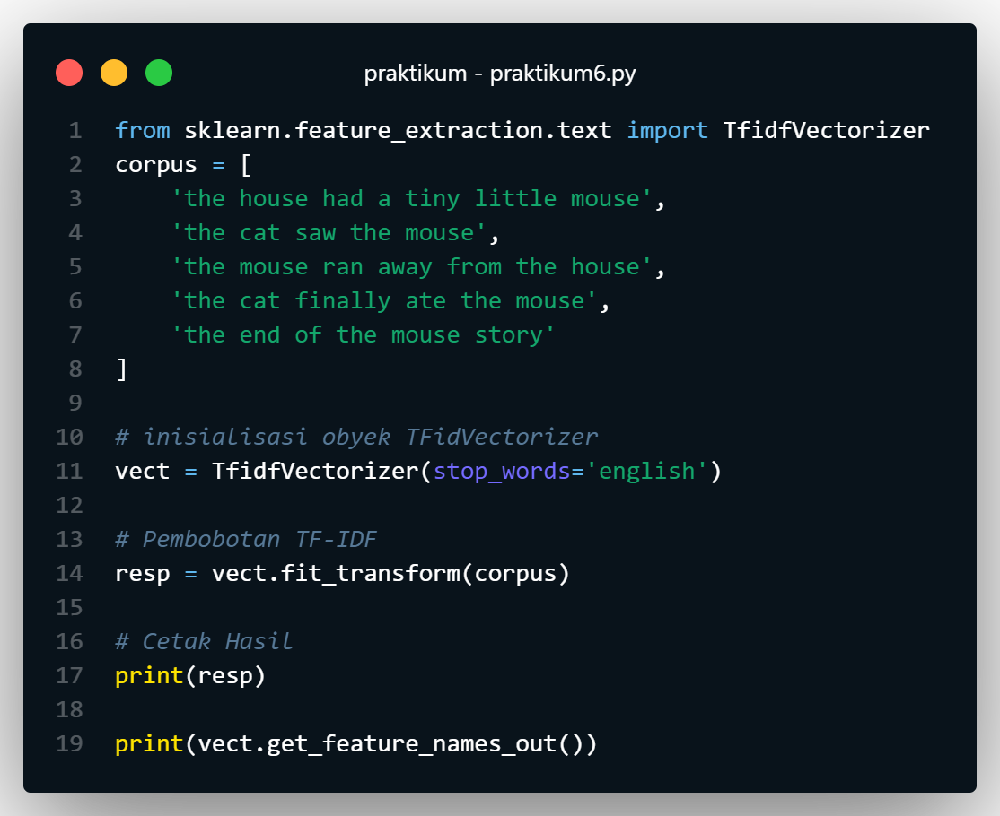 praktikum - praktikum6.py
1 from sklearn.feature_extraction.text import TfidfVectorizer
2 corpus = [
3     'the house had a tiny little mouse',
4     'the cat saw the mouse',
5     'the mouse ran away from the house',
6     'the cat finally ate the mouse',
7     'the end of the mouse story'
8 ]
9
10 # inisialisasi obyek TFidVectorizer
11 vect = TfidfVectorizer(stop_words='english')
12
13 # Pembobotan TF-IDF
14 resp = vect.fit_transform(corpus)
15
16 # Cetak Hasil
17 print(resp)
18
19 print(vect.get_feature_names_out())